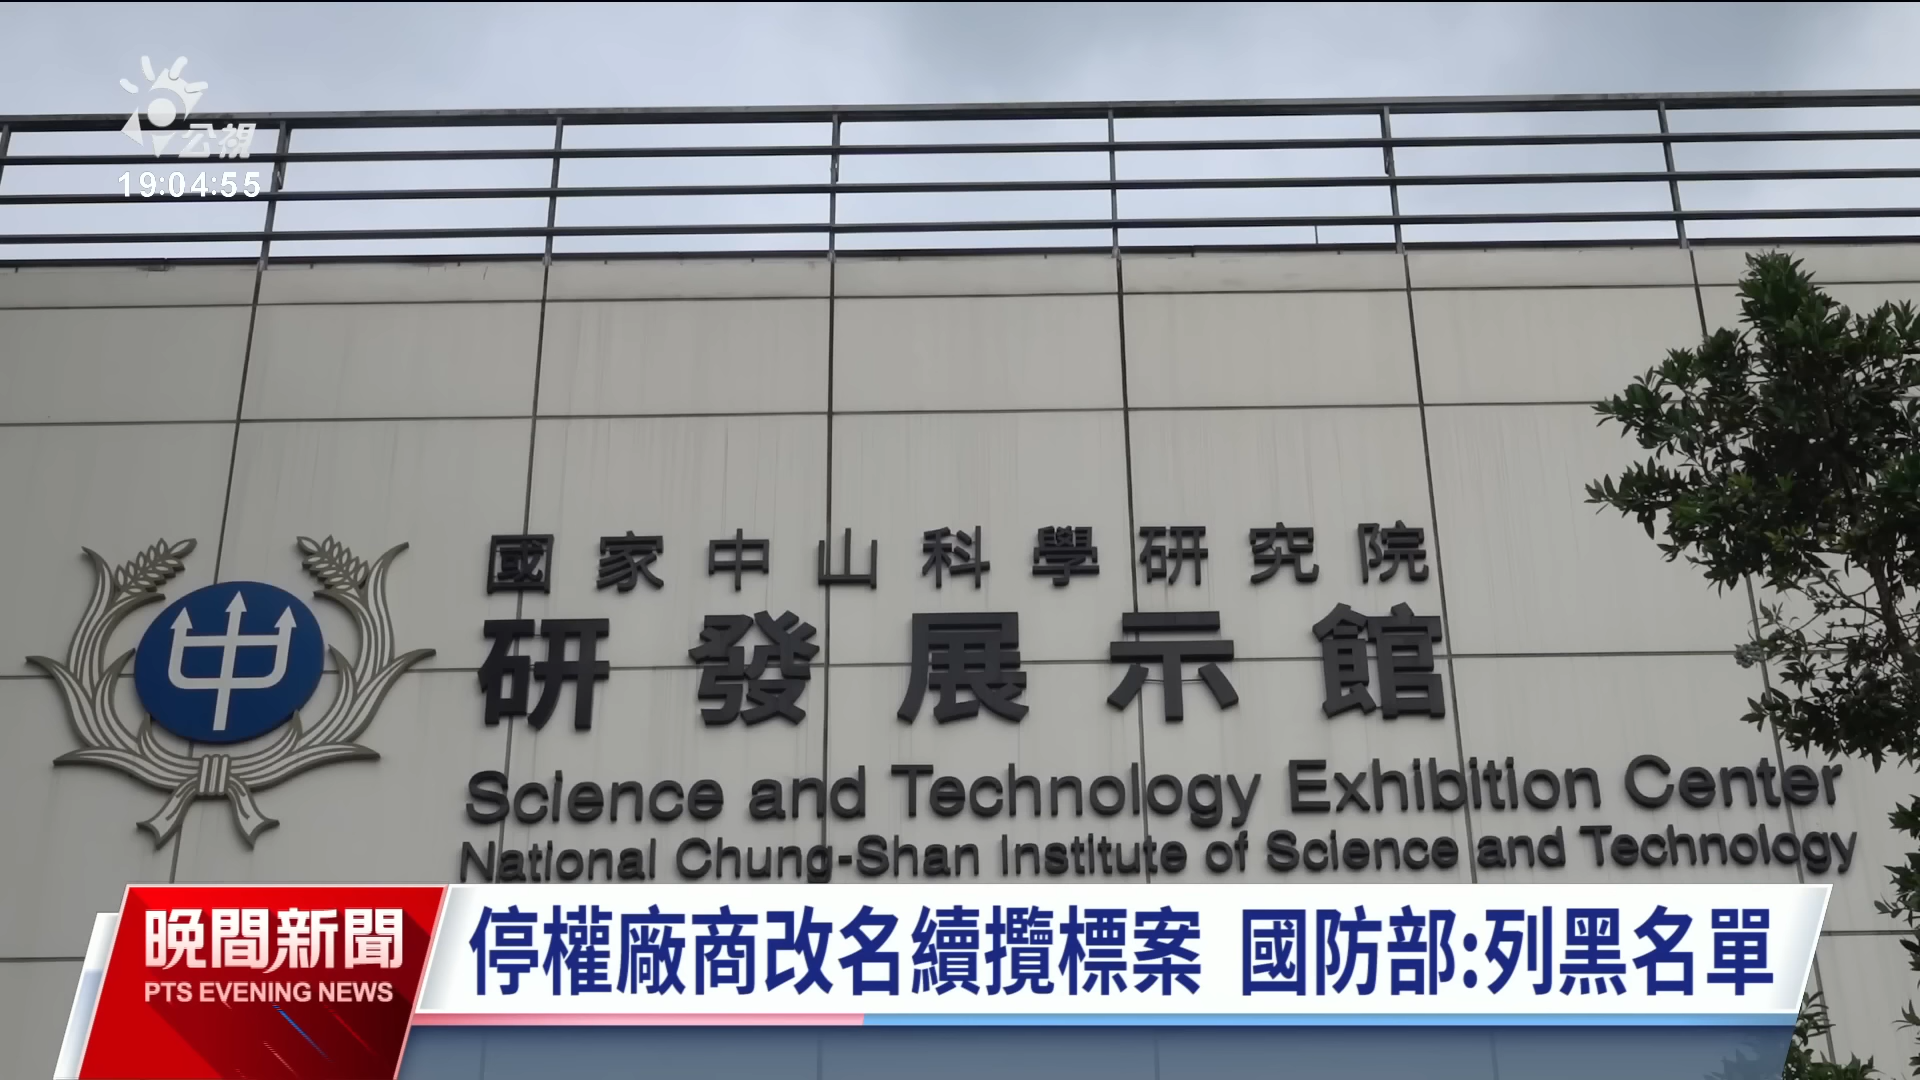 公視
19:04:55
國家中山科學研究院
研發展示館
Science and Technology Exhibition Center
National Chung-Shan Institute of Science and Technology
晚間新聞
PTS EVENING NEWS
停權廠商改名續攬標案 國防部:列黑名單